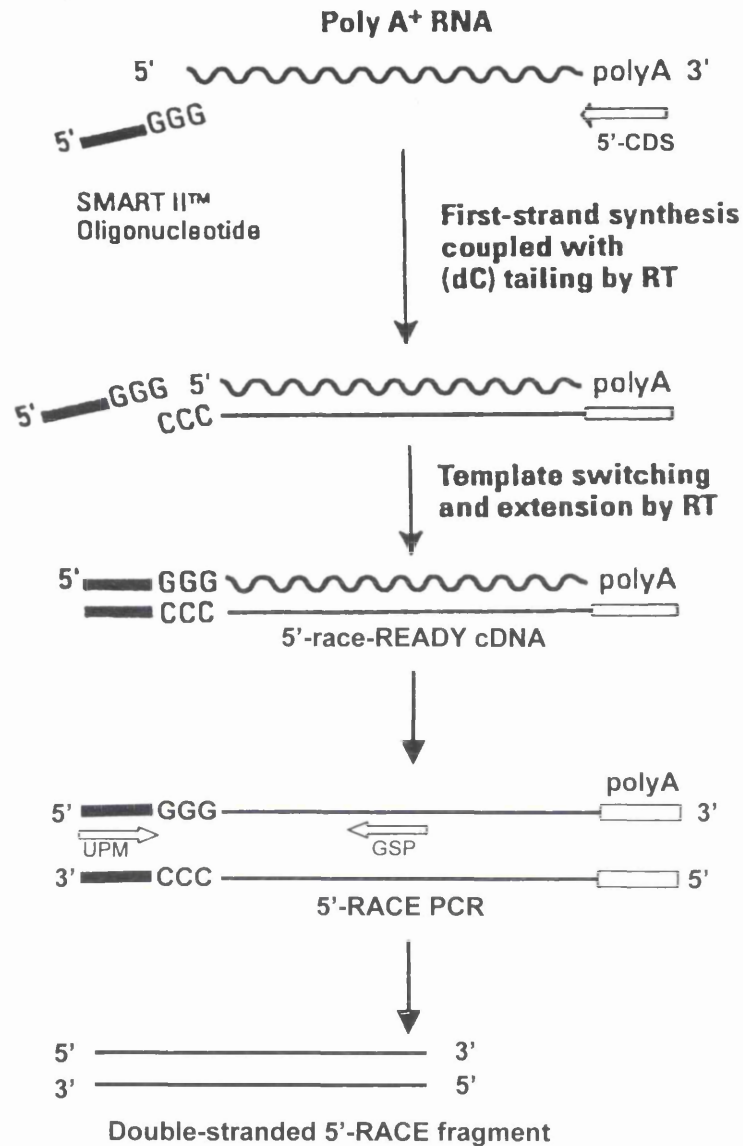 Poly A+ RNA
5' polyA 3'
5' GGG
5'-CDS
SMART II™
Oligonucleotide
First-strand synthesis
coupled with
(dC) tailing by RT
5' GGG 5' polyA
CCC
Template switching
and extension by RT
5' GGG polyA
CCC
5'-race-READY cDNA
polyA
5' GGG 3'
UPM GSP
3' CCC 5'
5'-RACE PCR
5' 3'
3' 5'
Double-stranded 5'-RACE fragment